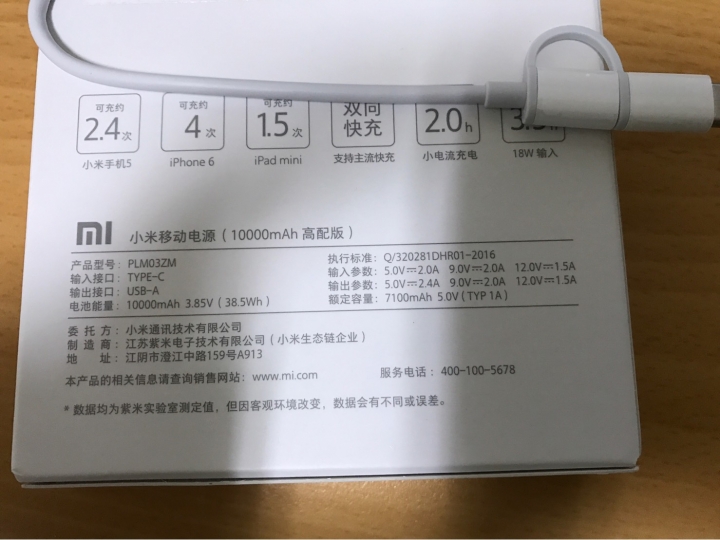 可充约 可充约 可充约 双向 2.0h
2.4次 4次 1.5次 快充
小米手机5 iPhone 6 iPad mini 支持主流快充 小电流充电 18W 输入
mi 小米移动电源 ( 10000mAh 高配版 )
产品型号: PLM03ZM
输入接口: TYPE-C
输出接口: USB-A
电池能量: 10000mAh 3.85V (38.5Wh)
执行标准: Q/320281DHR01-2016
输入参数: 5.0V⎓2.0A 9.0V⎓2.0A 12.0V⎓1.5A
输出参数: 5.0V⎓2.4A 9.0V⎓2.0A 12.0V⎓1.5A
额定容量: 7100mAh 5.0V (TYP 1A)
委 托 方: 小米通讯技术有限公司
制 造 商: 江苏紫米电子技术有限公司 (小米生态链企业)
地 址: 江阴市澄江中路159号A913
本产品的相关信息请查询销售网站: www.mi.com 服务电话: 400-100-5678
* 数据均为紫米实验室测定值，但因客观环境改变，数据会有不同或误差。